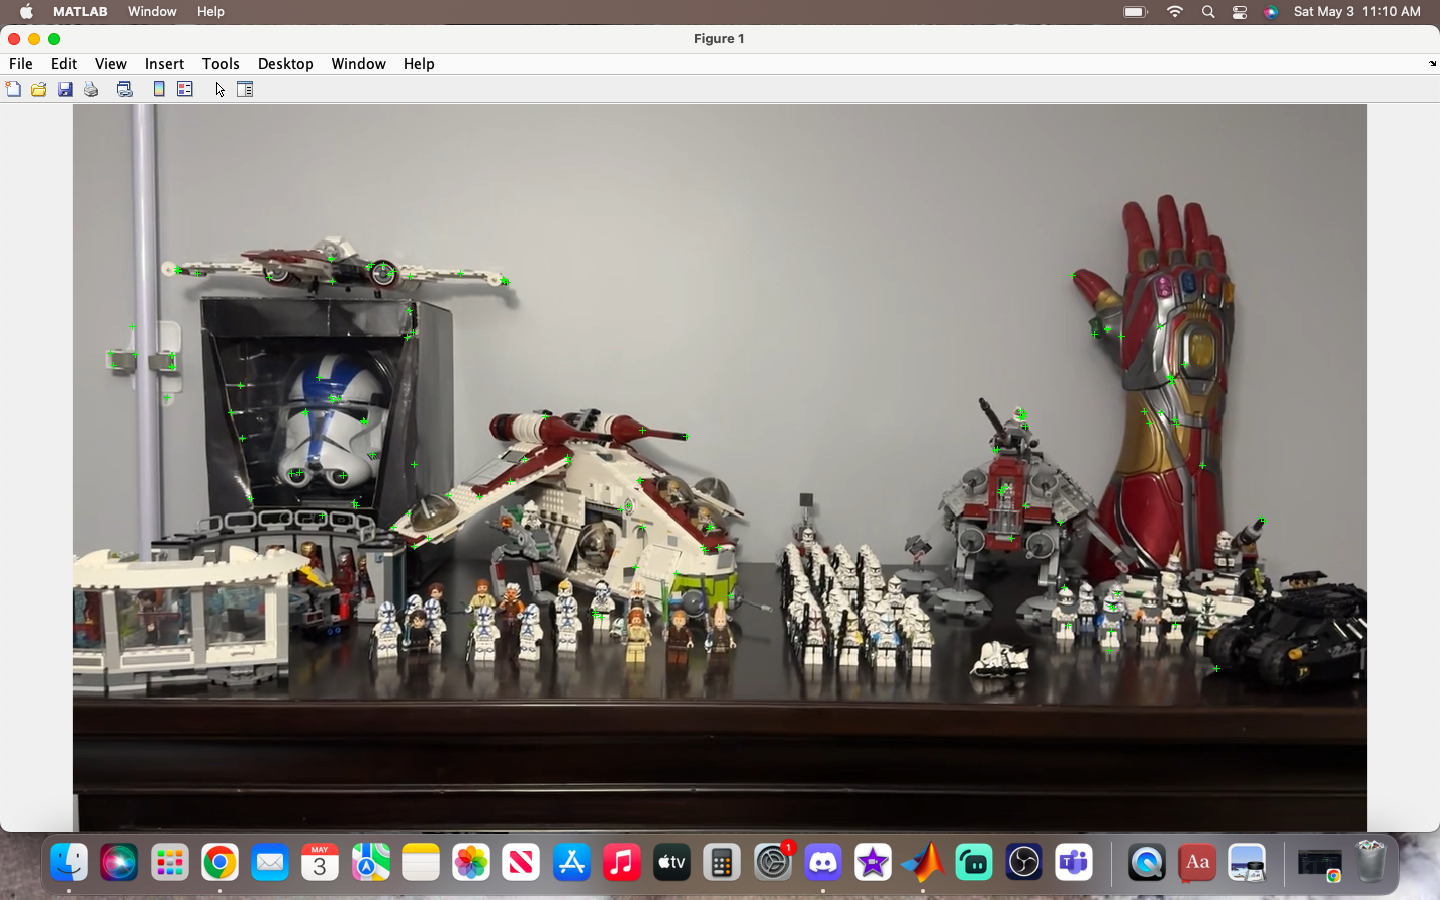 MATLAB Window Help Sat May 3 11:10 AM
Figure 1
File Edit View Insert Tools Desktop Window Help
MAY
3
1
tv
Aa